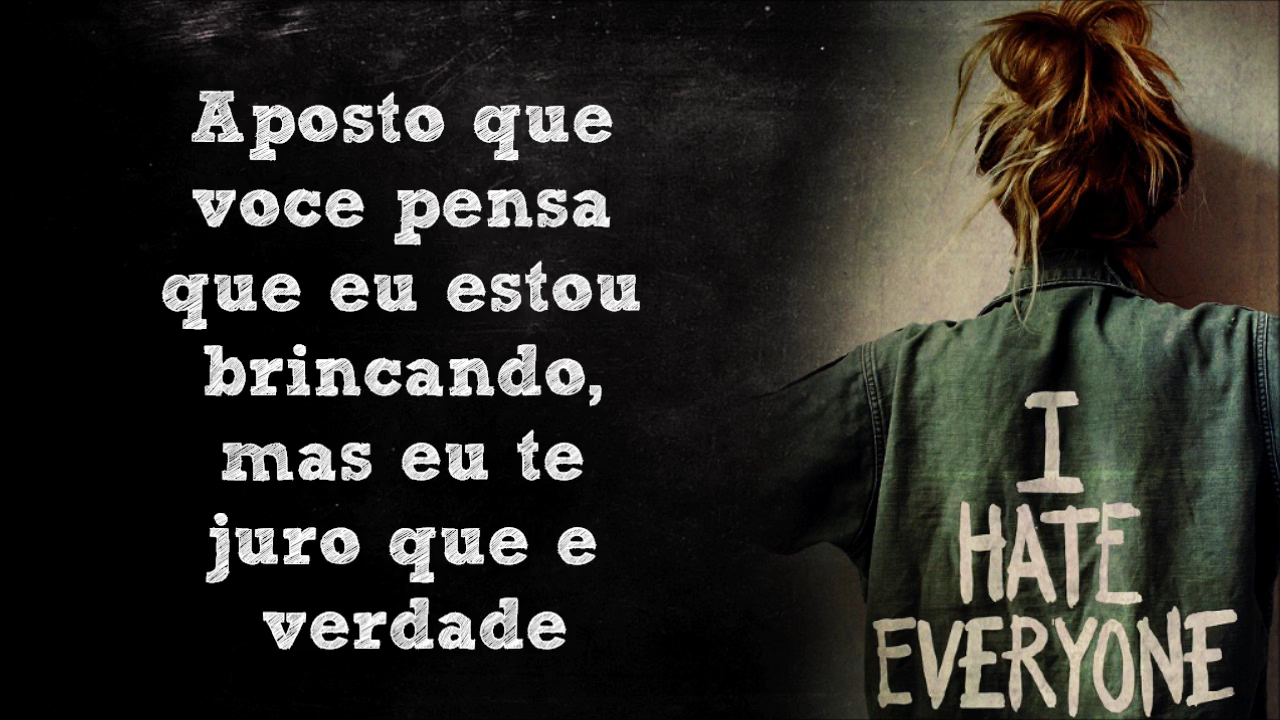 Aposto que
voce pensa
que eu estou
brincando,
mas eu te
juro que e
verdade
I
HATE
EVERYONE